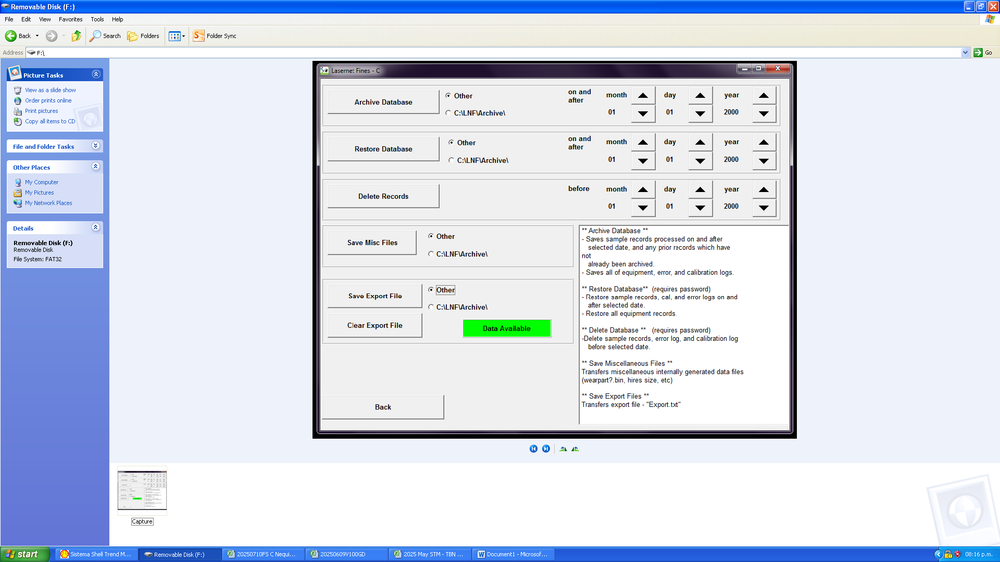 Removable Disk (F:)
File Edit View Favorites Tools Help
Back Search Folders Folder Sync
Address F:\ Go
Picture Tasks
View as a slide show
Order prints online
Print pictures
Copy all items to CD
File and Folder Tasks
Other Places
My Computer
My Pictures
My Network Places
Details
Removable Disk (F:)
Removable Disk
File System: FAT32
Lasernet Fines - C
Archive Database
Other
C:\LNF\Archive\
on and
after
month day year
01 01 2000
Restore Database
Other
C:\LNF\Archive\
on and
after
month day year
01 01 2000
Delete Records
before
month day year
01 01 2000
Save Misc Files
Other
C:\LNF\Archive\
Save Export File
Other
C:\LNF\Archive\
Clear Export File
Data Available
Back
** Archive Database **
- Saves sample records processed on and after
selected date, and any prior records which have
not
already been archived.
- Saves all of equipment, error, and calibration logs.
** Restore Database** (requires password)
- Restore sample records, cal, and error logs on and
after selected date.
- Restore all equipment records.
** Delete Database ** (requires password)
-Delete sample records, error log, and calibration log
before selected date.
** Save Miscellaneous Files **
Transfers miscellaneous internally generated data files
(wearpart?.bin, hires size, etc)
** Save Export Files **
Transfers export file - "Export.txt"
Capture
start
Sistema Shell Trend M...
Removable Disk (F:)
20250710FS C Nequi...
20250609V100GD
2025 May STM - TBN ...
Document1 - Microsof...
08:16 p.m.